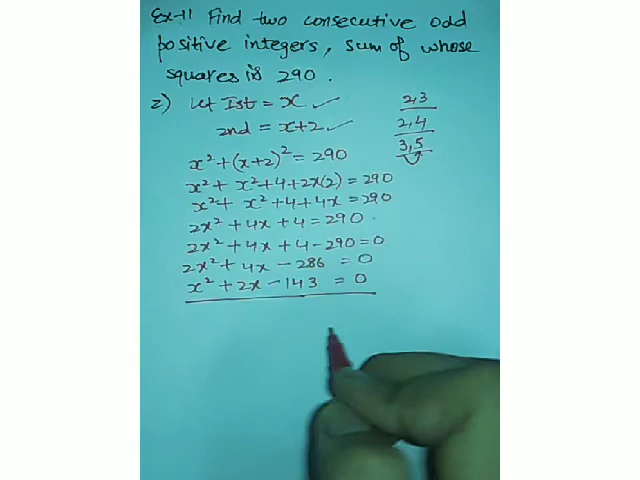 Ex-11 Find two consecutive odd
positive integers, sum of whose
squares is 290.
2) Let Ist = x ✓
2nd = x+2 ✓
2,3
2,4
3,5
x² + (x+2)² = 290
x² + x² + 4 + 2x(2) = 290
x² + x² + 4 + 4x = 290
2x² + 4x + 4 = 290
2x² + 4x + 4 - 290 = 0
2x² + 4x - 286 = 0
x² + 2x - 143 = 0